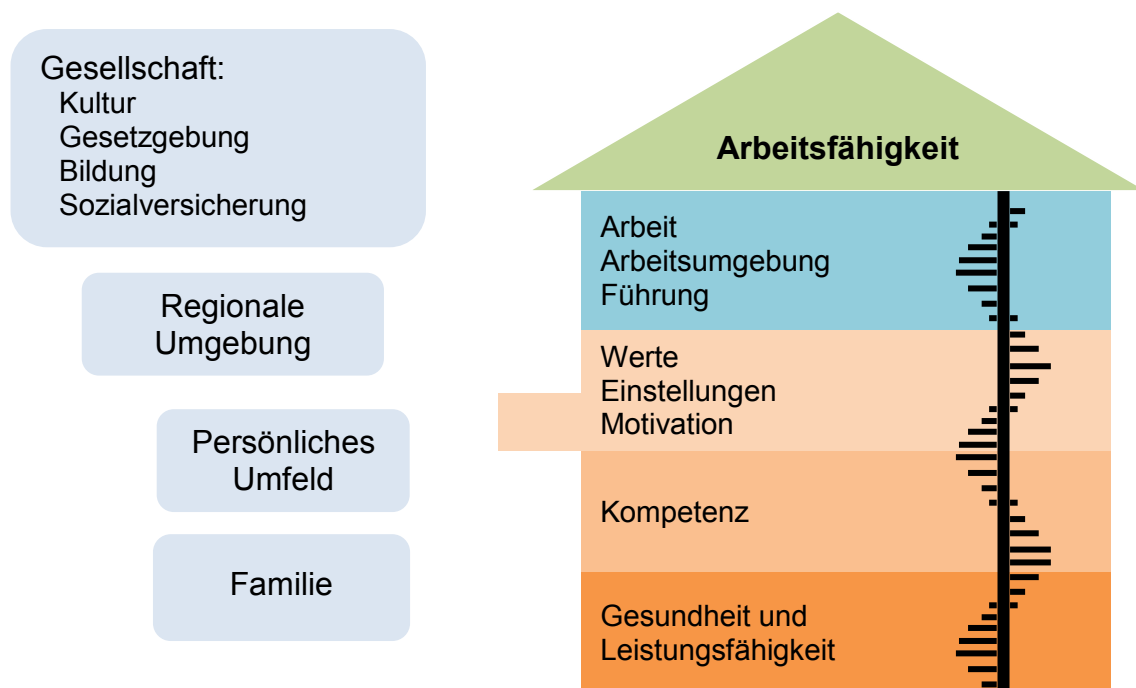 Gesellschaft:
Kultur
Gesetzgebung
Bildung
Sozialversicherung
Regionale
Umgebung
Persönliches
Umfeld
Familie
Arbeitsfähigkeit
Arbeit
Arbeitsumgebung
Führung
Werte
Einstellungen
Motivation
Kompetenz
Gesundheit und
Leistungsfähigkeit